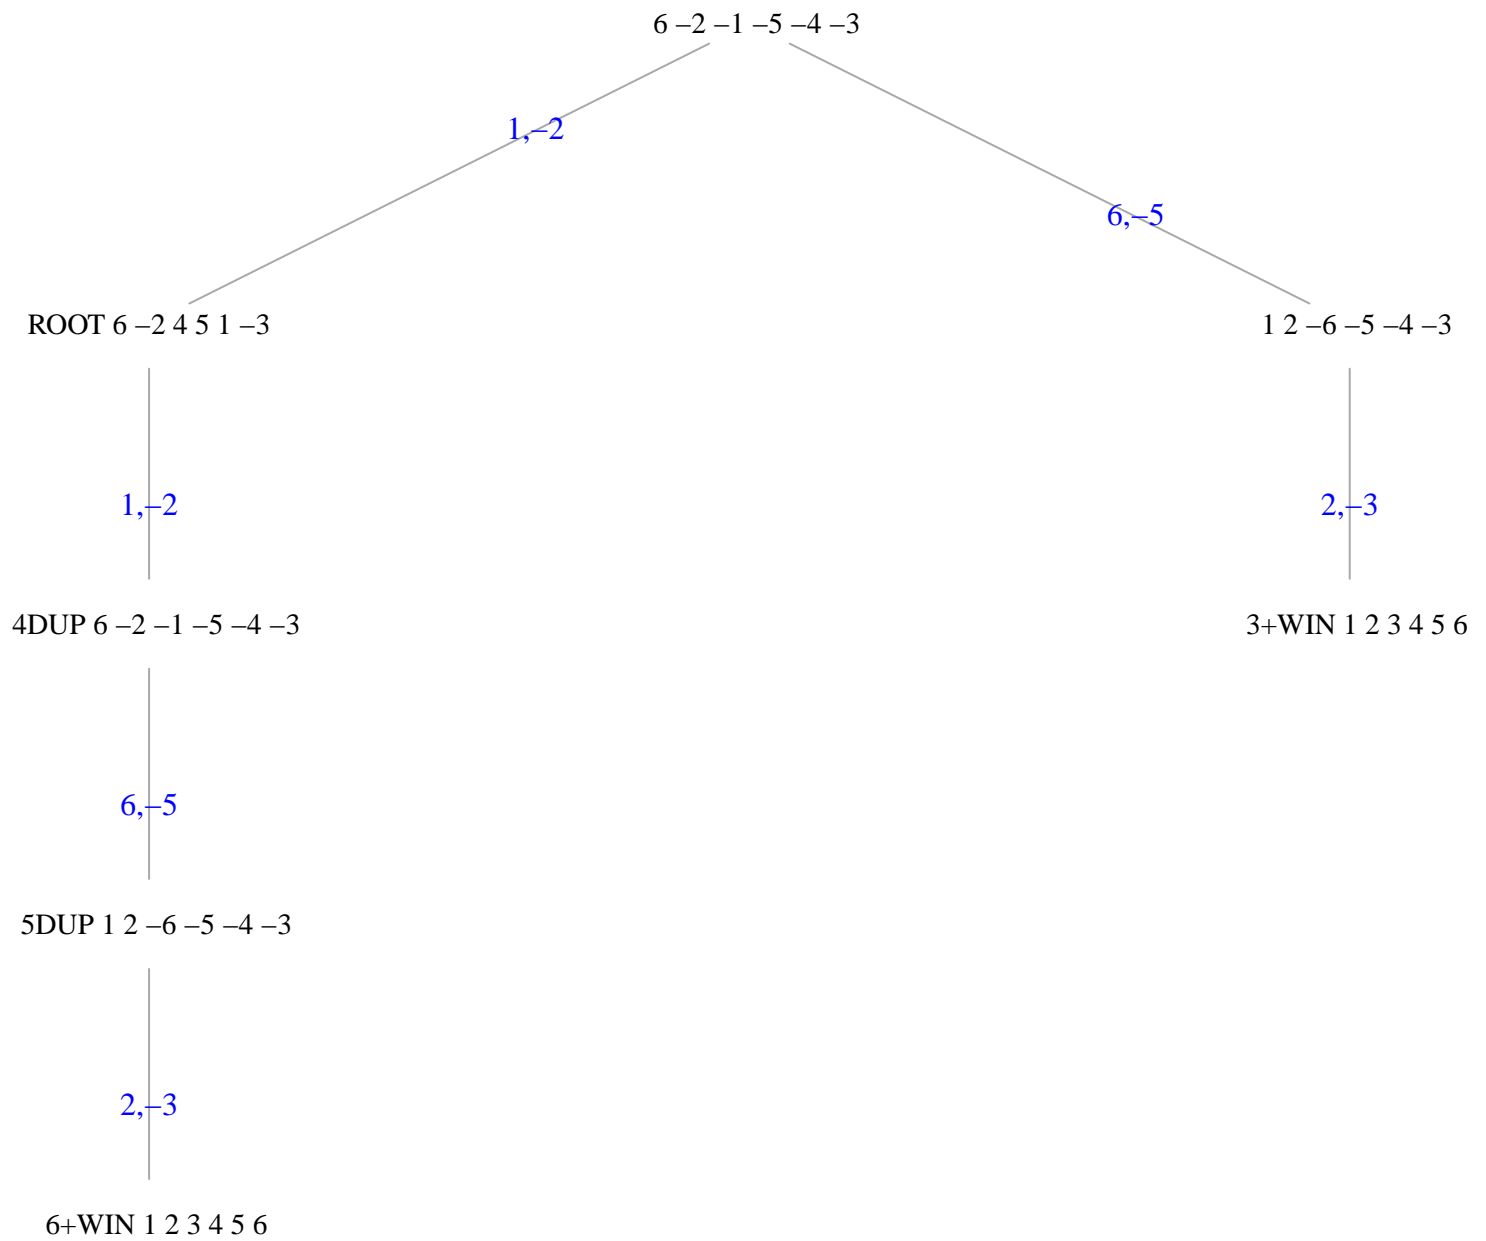 6 –2 –1 –5 –4 –3
1,–2
6,–5
ROOT 6 –2 4 5 1 –3
1 2 –6 –5 –4 –3
1,–2
2,–3
4DUP 6 –2 –1 –5 –4 –3
3+WIN 1 2 3 4 5 6
6,–5
5DUP 1 2 –6 –5 –4 –3
2,–3
6+WIN 1 2 3 4 5 6